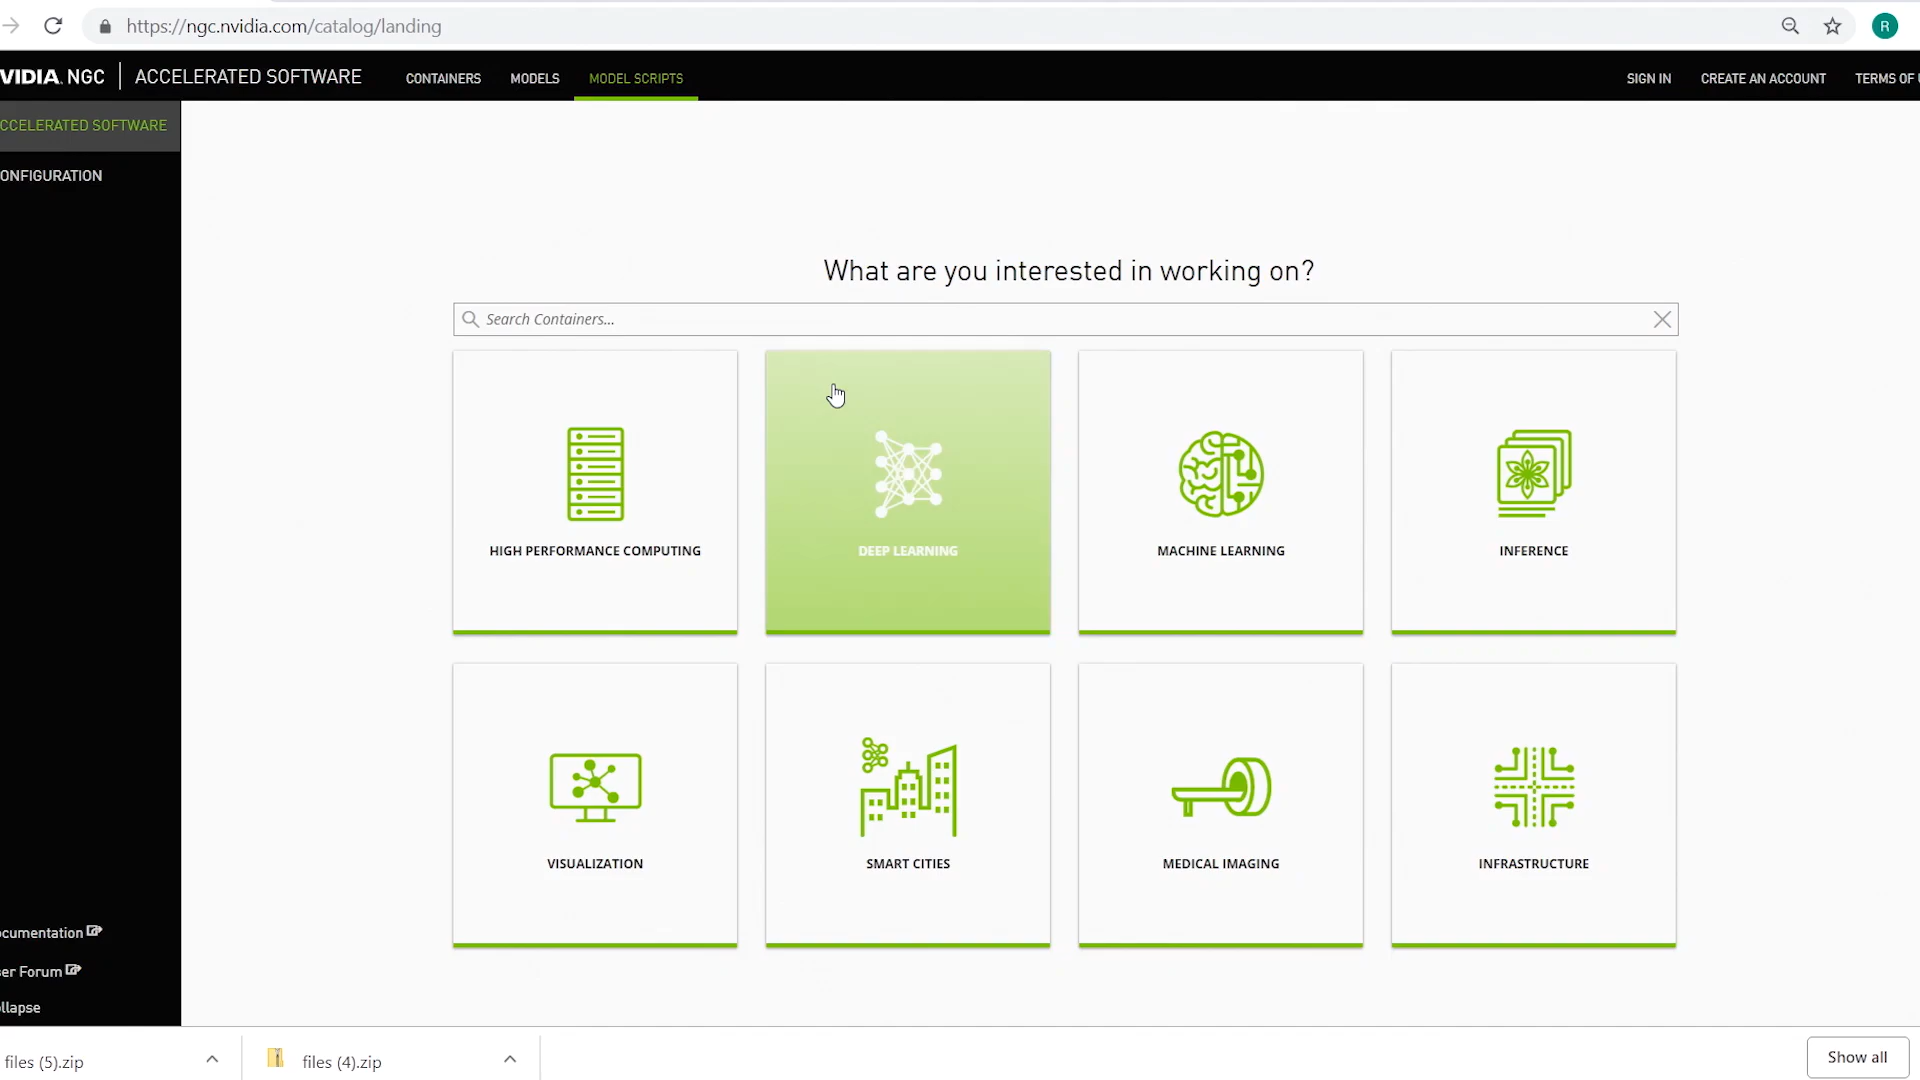 https://ngc.nvidia.com/catalog/landing
R
VIDIA. NGC
ACCELERATED SOFTWARE
CONTAINERS
MODELS
MODEL SCRIPTS
SIGN IN
CREATE AN ACCOUNT
TERMS OF U
CCELERATED SOFTWARE
ONFIGURATION
What are you interested in working on?
Search Containers...
HIGH PERFORMANCE COMPUTING
DEEP LEARNING
MACHINE LEARNING
INFERENCE
VISUALIZATION
SMART CITIES
MEDICAL IMAGING
INFRASTRUCTURE
ocumentation
er Forum
llapse
files (5).zip
files (4).zip
Show all